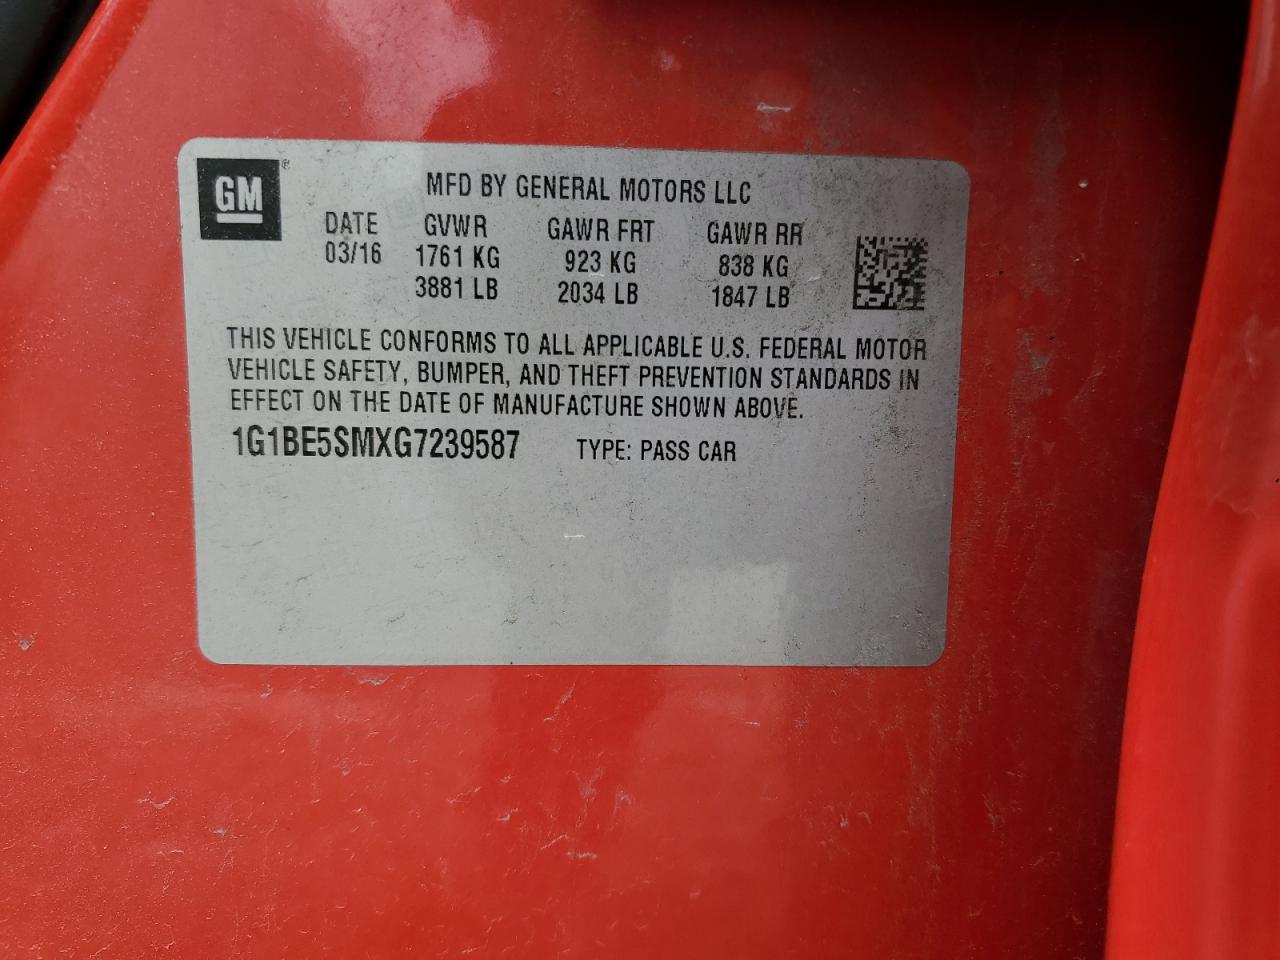 GM®
MFD BY GENERAL MOTORS LLC
DATE GVWR GAWR FRT GAWR RR
03/16 1761 KG 923 KG 838 KG
3881 LB 2034 LB 1847 LB
THIS VEHICLE CONFORMS TO ALL APPLICABLE U.S. FEDERAL MOTOR
VEHICLE SAFETY, BUMPER, AND THEFT PREVENTION STANDARDS IN
EFFECT ON THE DATE OF MANUFACTURE SHOWN ABOVE.
1G1BE5SMXG7239587 TYPE: PASS CAR